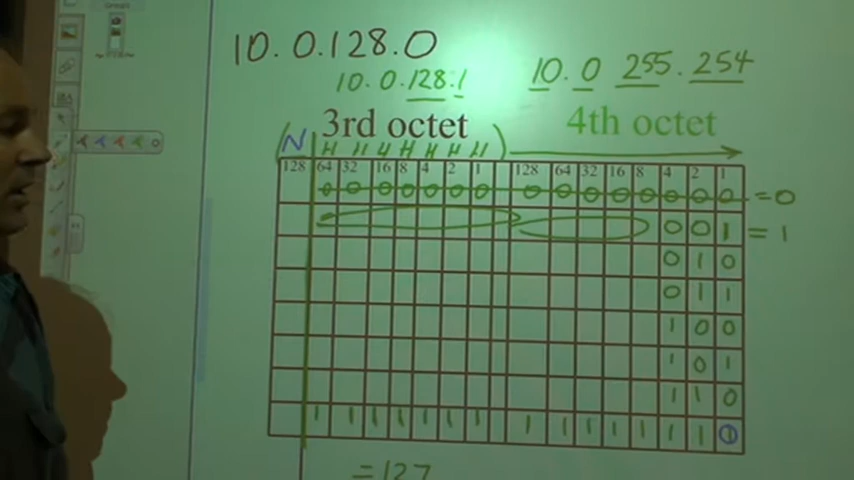 10.0.128.0
10.0.128.1
10.0 255.254
(N 3rd octet ) 4th octet
H H H H H H H
128 64 32 16 8 4 2 1 128 64 32 16 8 4 2 1
0 0 0 0 0 0 0 0 0 0 0 0 0 0 0 =0
0 0 1 = 1
0 1 0
0 1 1
1 0 0
1 0 1
1 1 0
1 1 1 1 1 1 1 1 1 1 1 1 1 1 1
=127